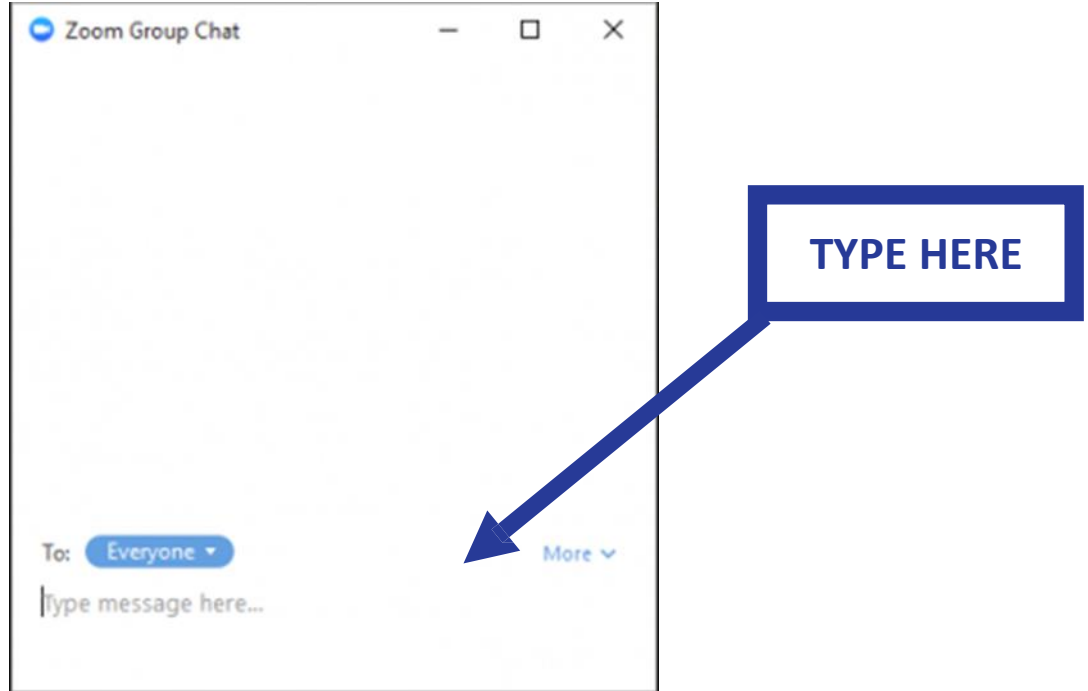 Zoom Group Chat
TYPE HERE
To: Everyone
More
Type message here...